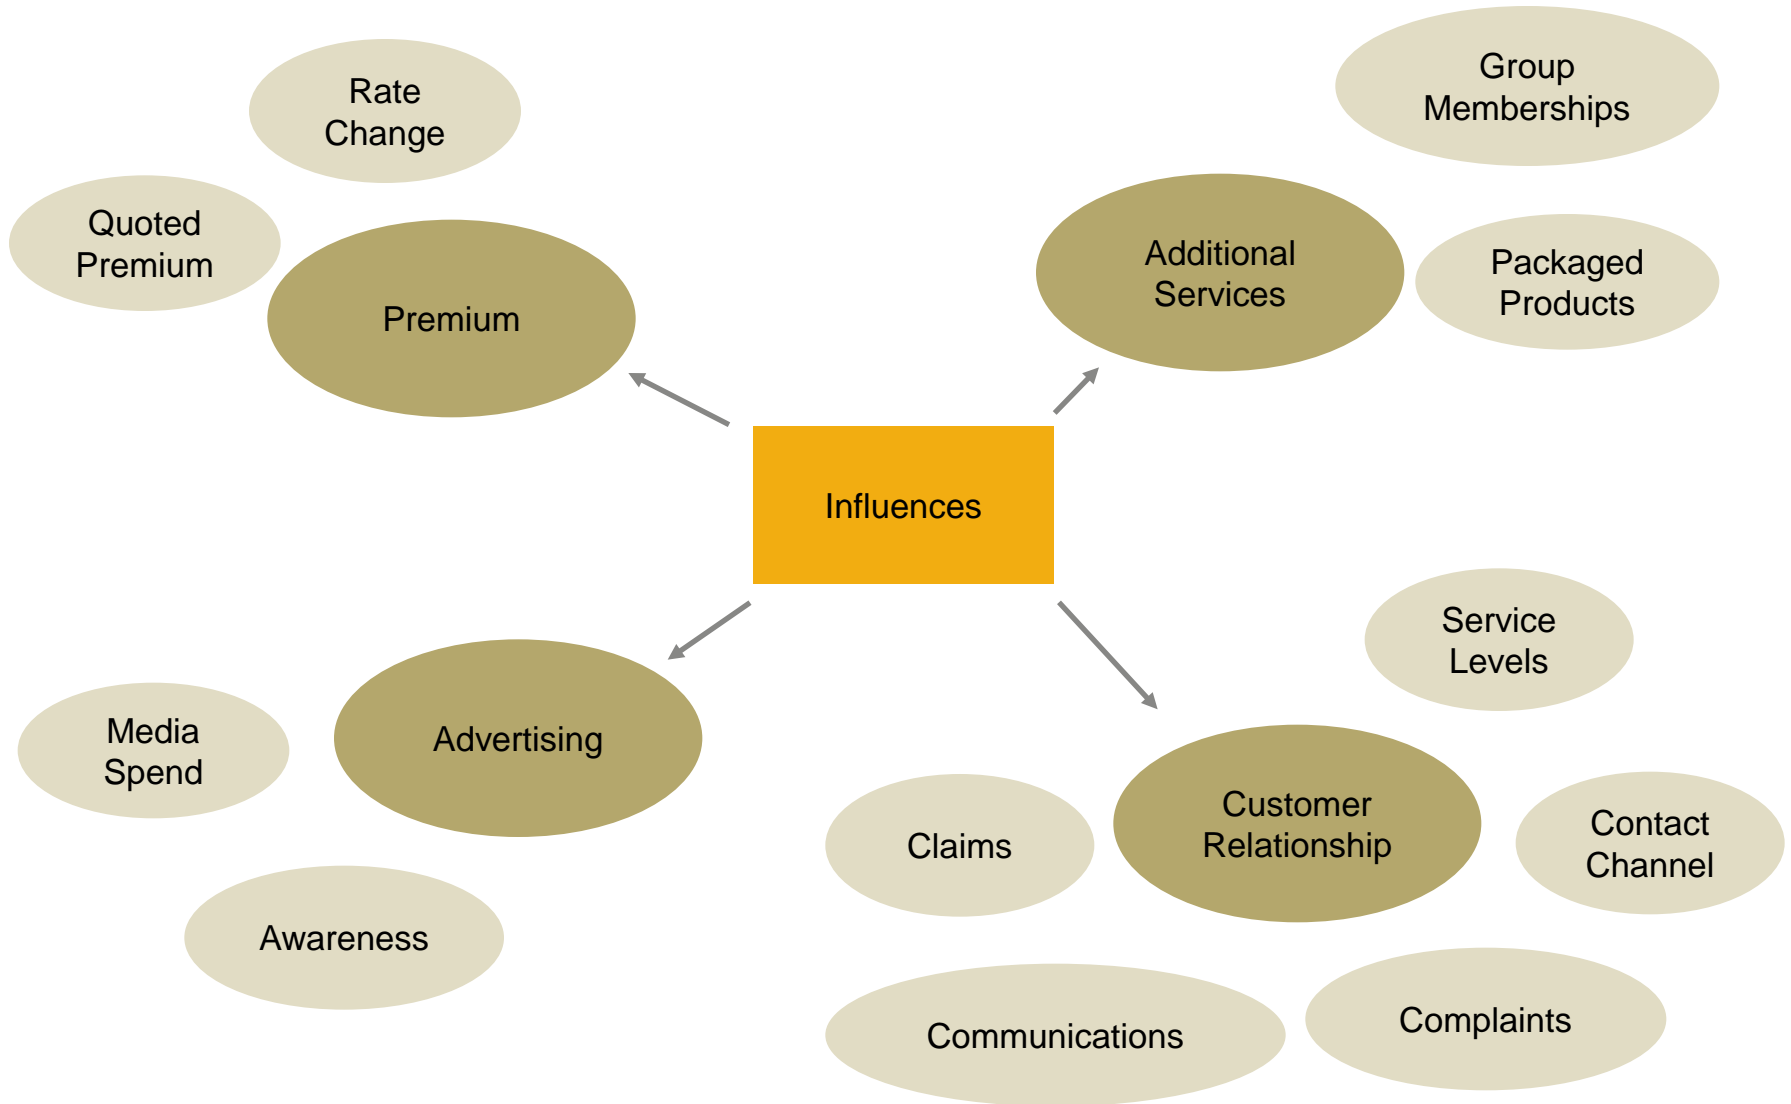 Rate
Change
Quoted
Premium
Premium
Group
Memberships
Additional
Services
Packaged
Products
Influences
Media
Spend
Advertising
Awareness
Service
Levels
Customer
Relationship
Claims
Contact
Channel
Communications
Complaints